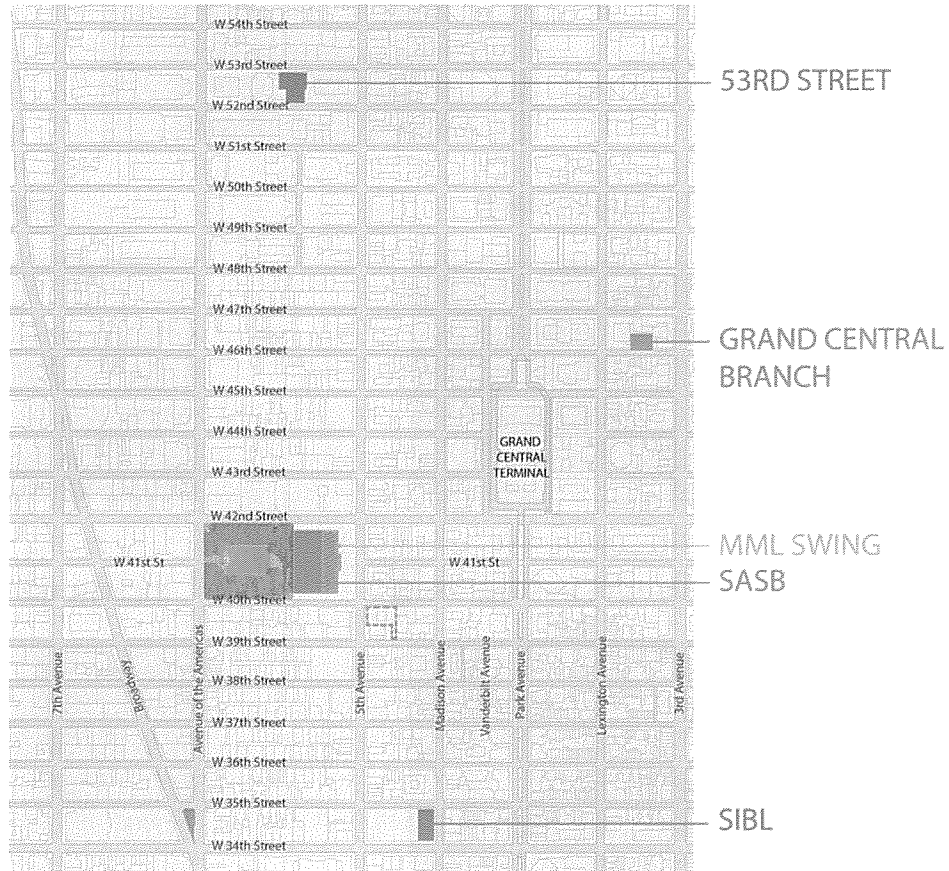 W 54th Street
W 53rd Street
53RD STREET
W 52nd Street
W 51st Street
W 50th Street
W 49th Street
W 48th Street
W 47th Street
GRAND CENTRAL
BRANCH
W 46th Street
W 45th Street
W 44th Street
GRAND
CENTRAL
TERMINAL
W 43rd Street
W 42nd Street
MML SWING
W 41st St
W 41st St
SASB
W 40th Street
W 39th Street
W 38th Street
7th Avenue
Broadway
Avenue of the Americas
5th Avenue
Madison Avenue
Vanderbilt Avenue
Park Avenue
Lexington Avenue
3rd Avenue
W 37th Street
W 36th Street
W 35th Street
SIBL
W 34th Street